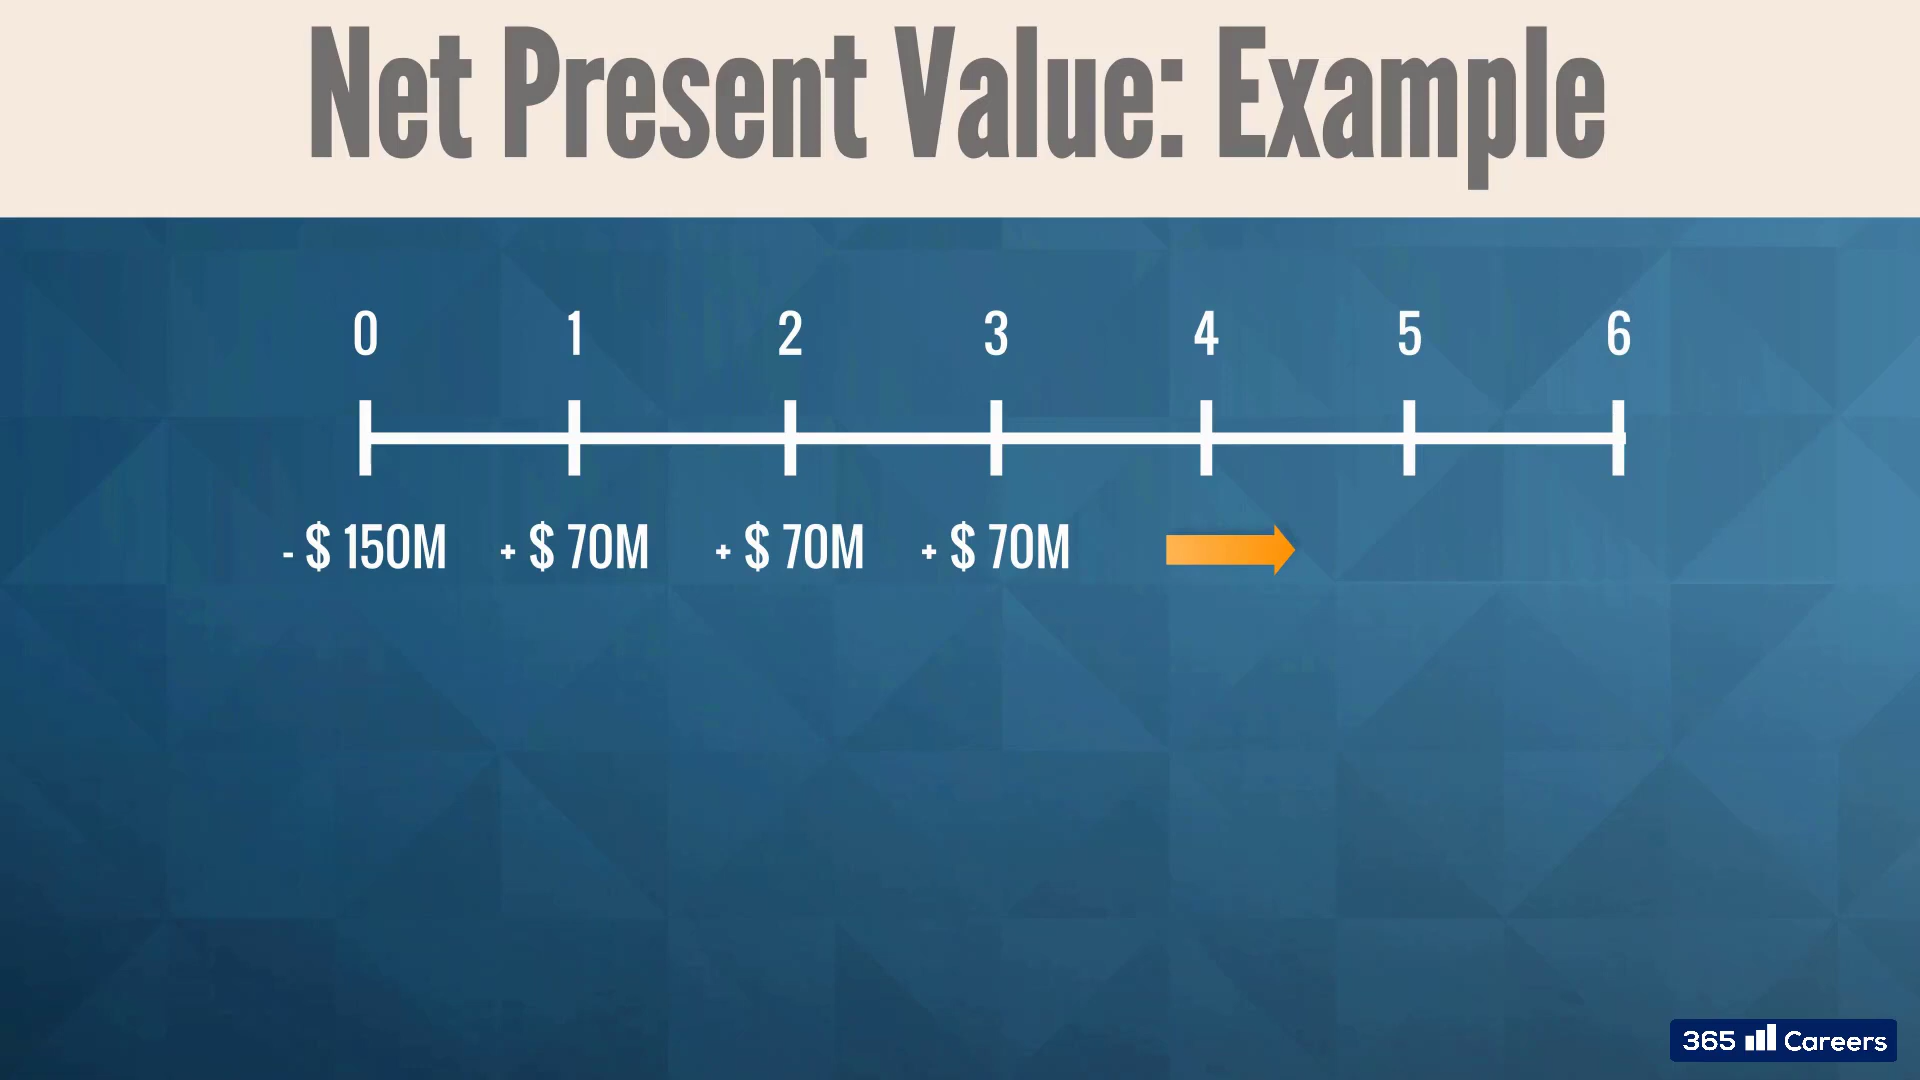 Net Present Value: Example
0 1 2 3 4 5 6
- $ 150M + $ 70M + $ 70M + $ 70M
365 Careers